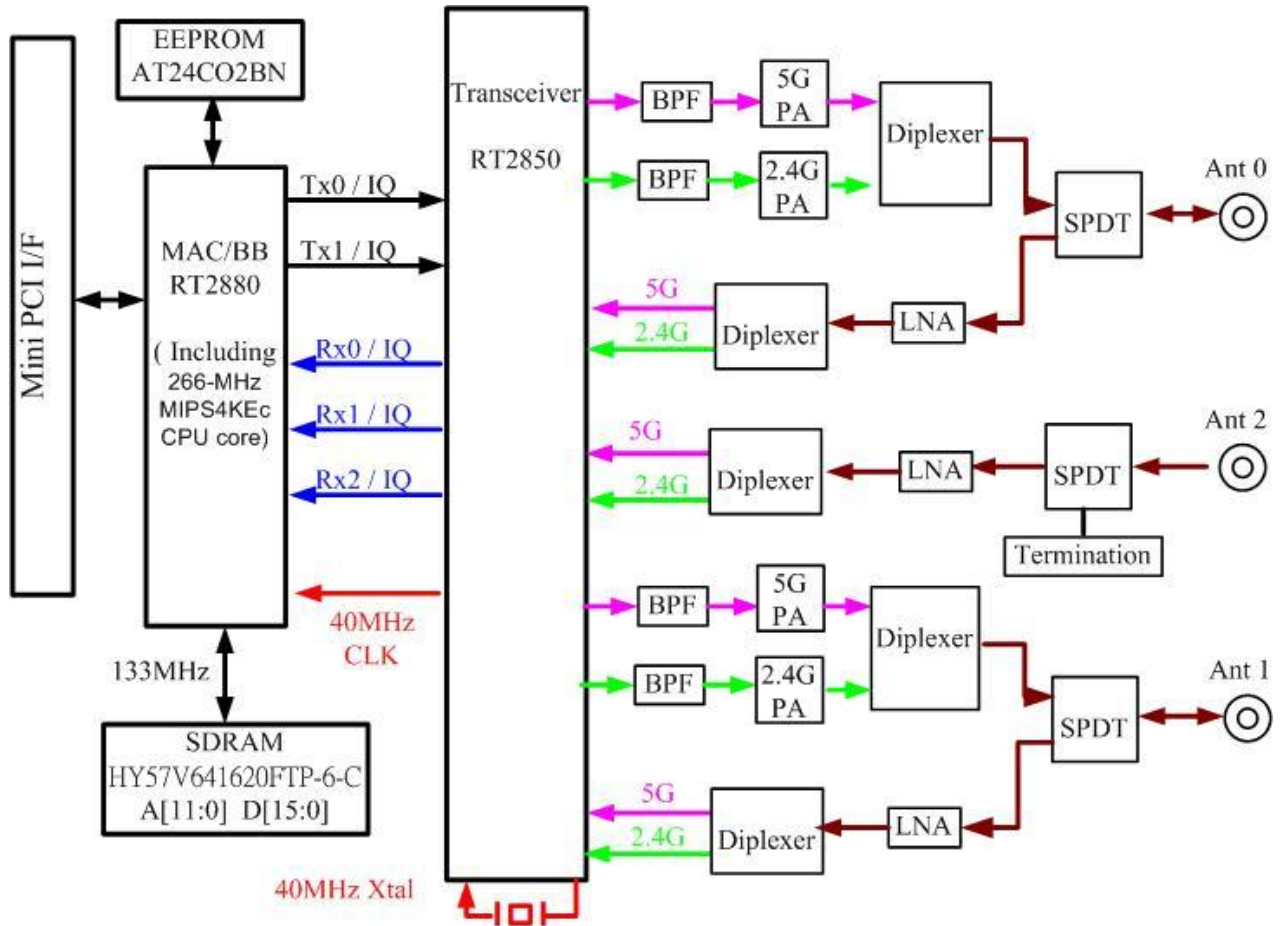 EEPROM
AT24CO2BN
Mini PCI I/F
MAC/BB
RT2880
( Including
266-MHz
MIPS4KEc
CPU core)
133MHz
SDRAM
HY57V641620FTP-6-C
A[11:0] D[15:0]
Tx0 / IQ
Tx1 / IQ
Rx0 / IQ
Rx1 / IQ
Rx2 / IQ
40MHz
CLK
40MHz Xtal
Transceiver
RT2850
BPF
5G
PA
Diplexer
BPF
2.4G
PA
SPDT
Ant 0
5G
2.4G
Diplexer
LNA
5G
2.4G
Diplexer
LNA
SPDT
Ant 2
Termination
BPF
5G
PA
Diplexer
BPF
2.4G
PA
SPDT
Ant 1
5G
2.4G
Diplexer
LNA